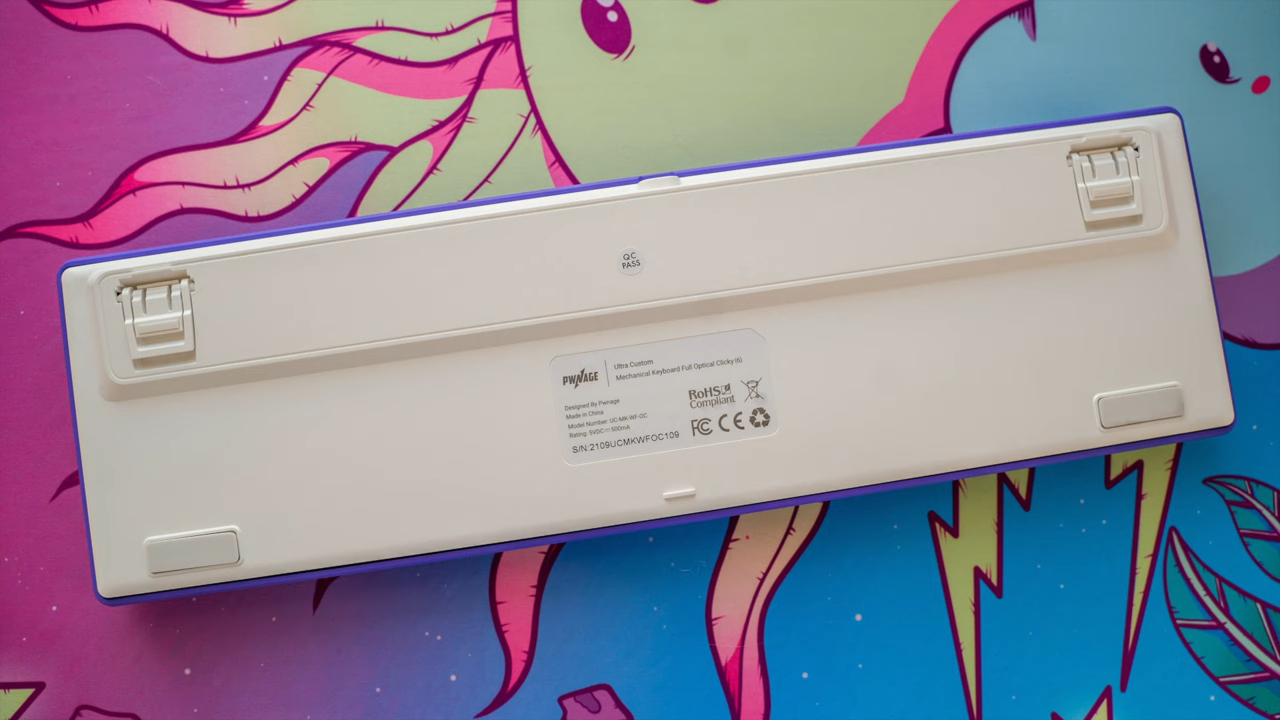 QC
PASS
PWNAGE
Ultra Custom
Mechanical Keyboard Full Optical Clicky (6)
Designed By Pwnage
Made in China
Model Number: UC-MK-WF-OC
Rating: 5VDC⎓500mA
S/N:2109UCMKWFOC109
RoHS
Compliant
FC CE